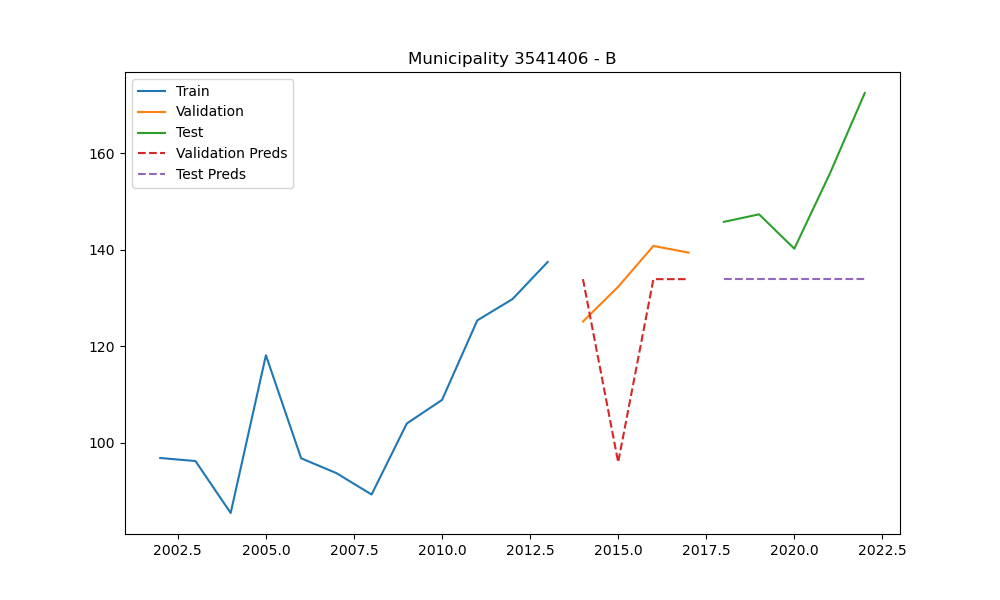 Municipality 3541406 - B
Train
Validation
Test
Validation Preds
Test Preds
160
140
120
100
2002.5 2005.0 2007.5 2010.0 2012.5 2015.0 2017.5 2020.0 2022.5